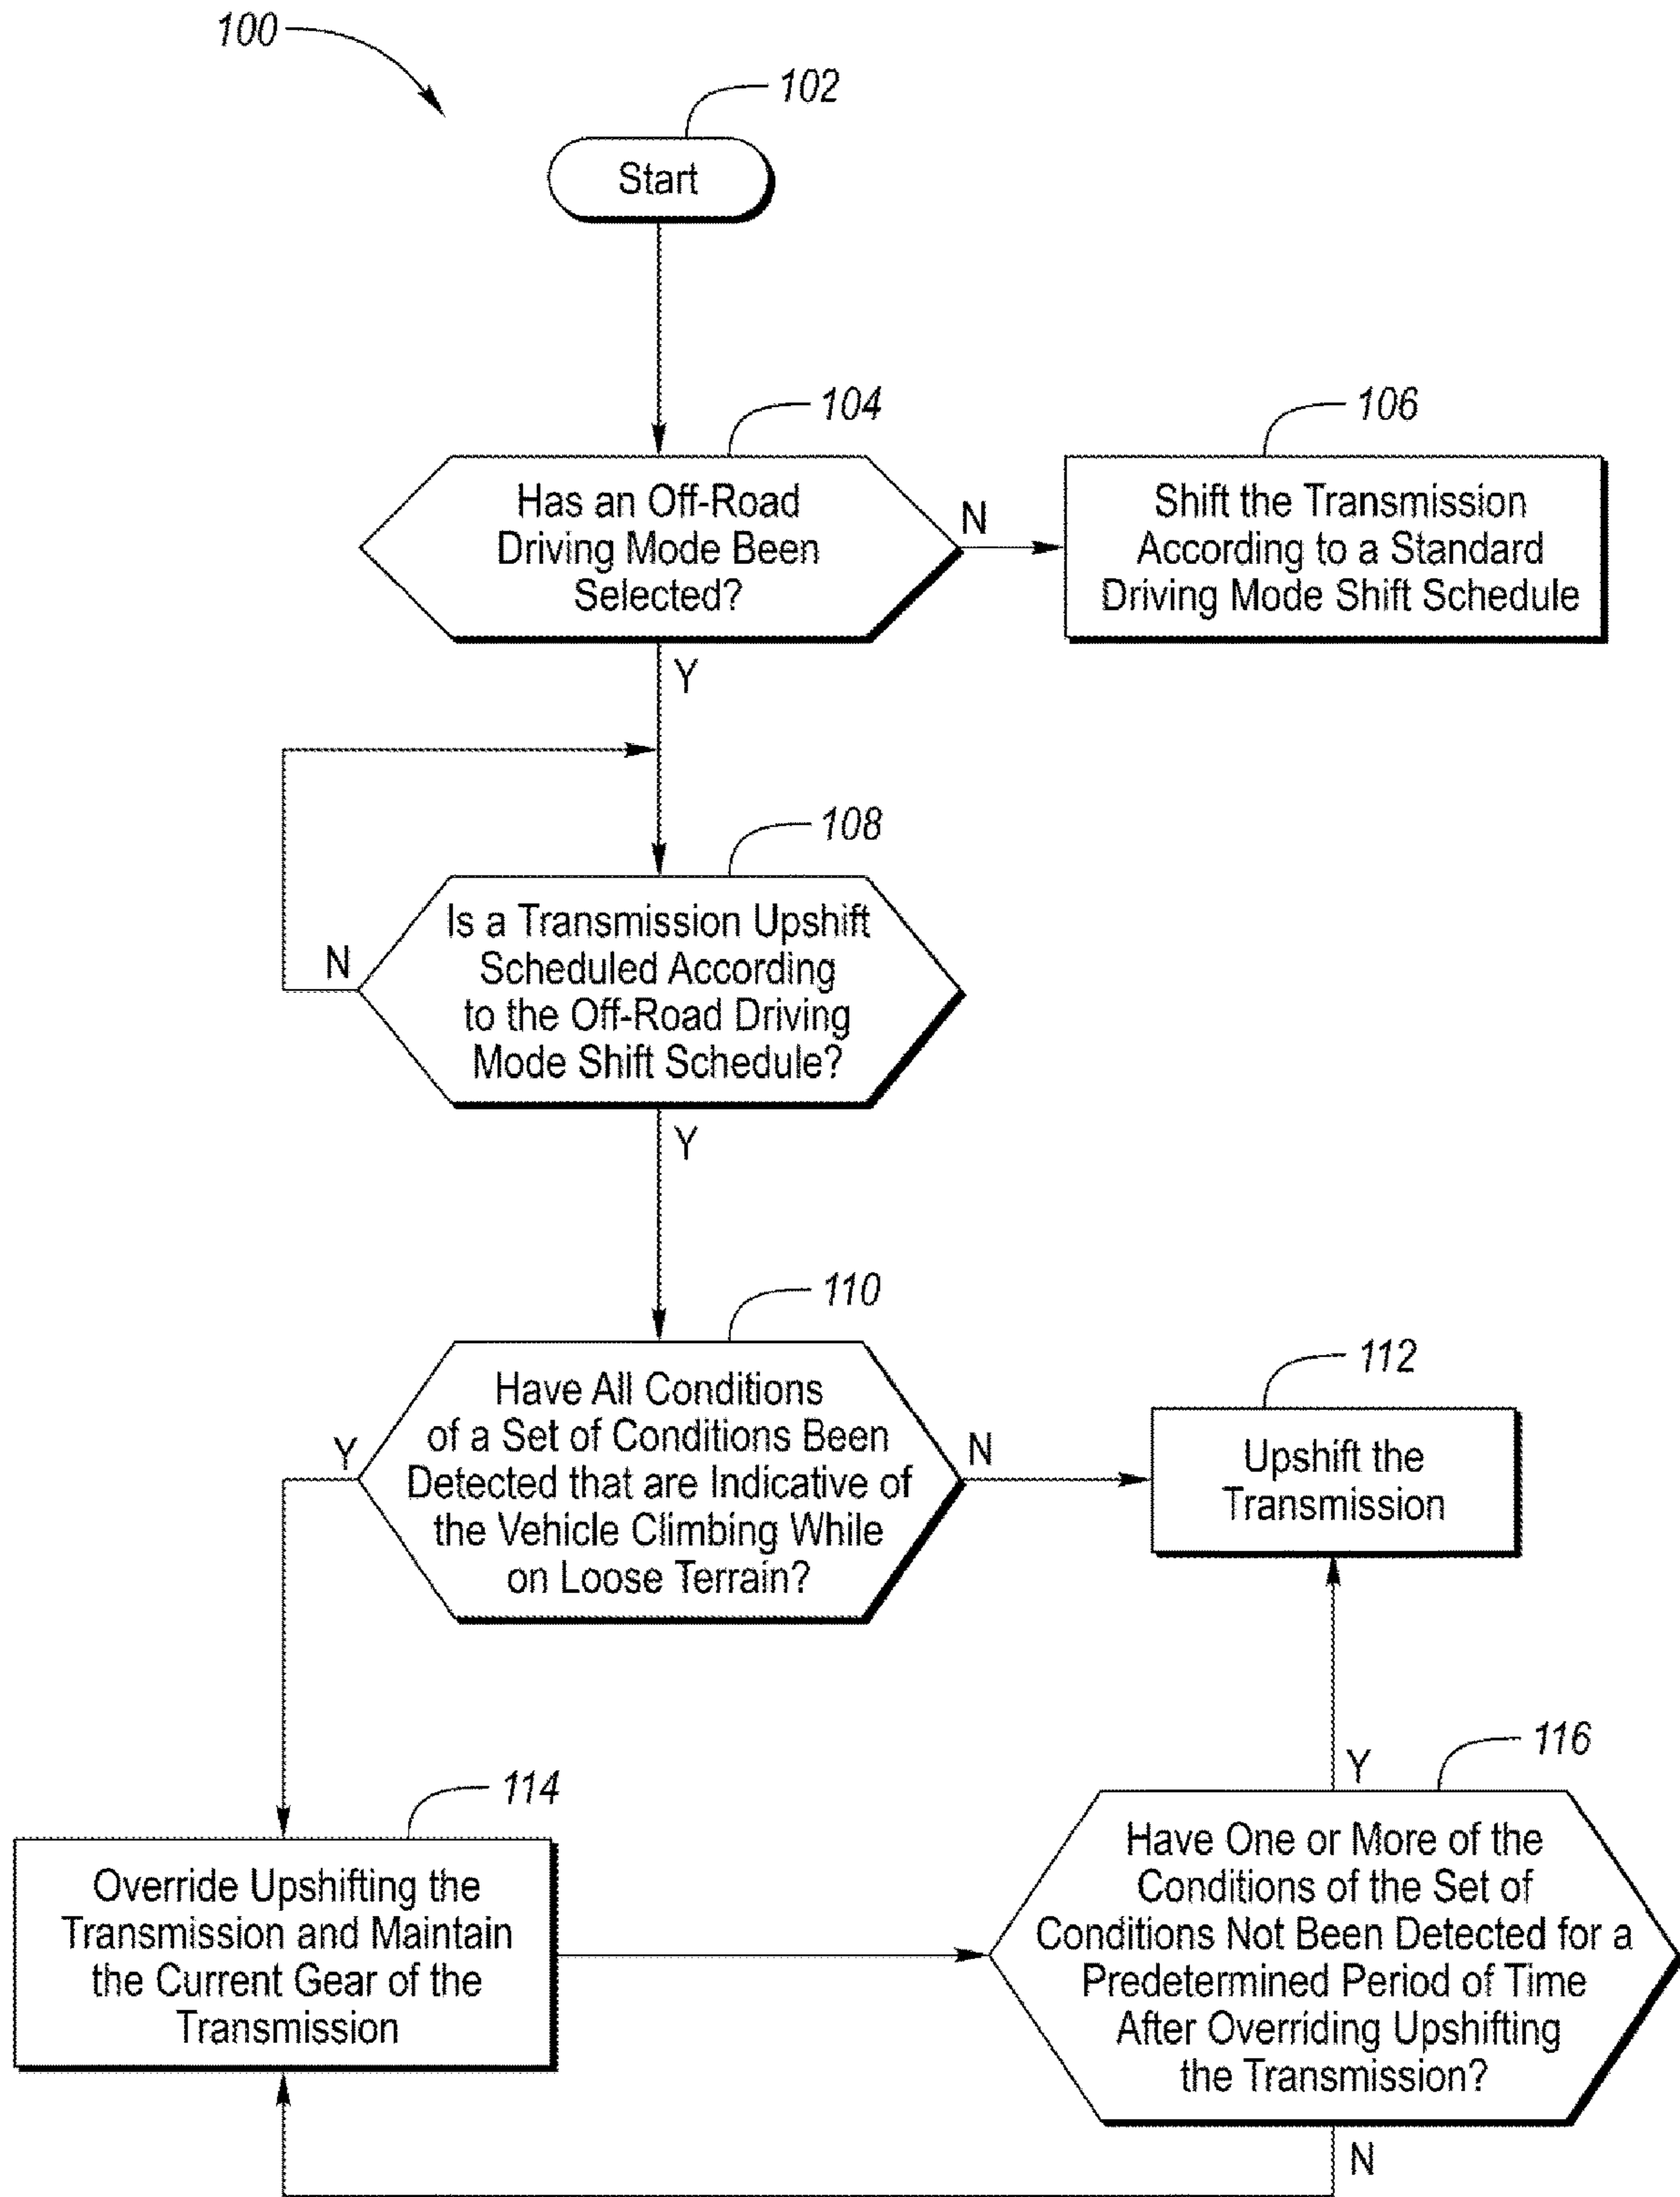 100
102
Start
104
Has an Off-Road
Driving Mode Been
Selected?
N
106
Shift the Transmission
According to a Standard
Driving Mode Shift Schedule
Y
108
Is a Transmission Upshift
Scheduled According
to the Off-Road Driving
Mode Shift Schedule?
N
Y
110
Have All Conditions
of a Set of Conditions Been
Detected that are Indicative of
the Vehicle Climbing While
on Loose Terrain?
Y
N
112
Upshift the
Transmission
114
Override Upshifting the
Transmission and Maintain
the Current Gear of the
Transmission
116
Y
Have One or More of the
Conditions of the Set of
Conditions Not Been Detected for a
Predetermined Period of Time
After Overriding Upshifting
the Transmission?
N